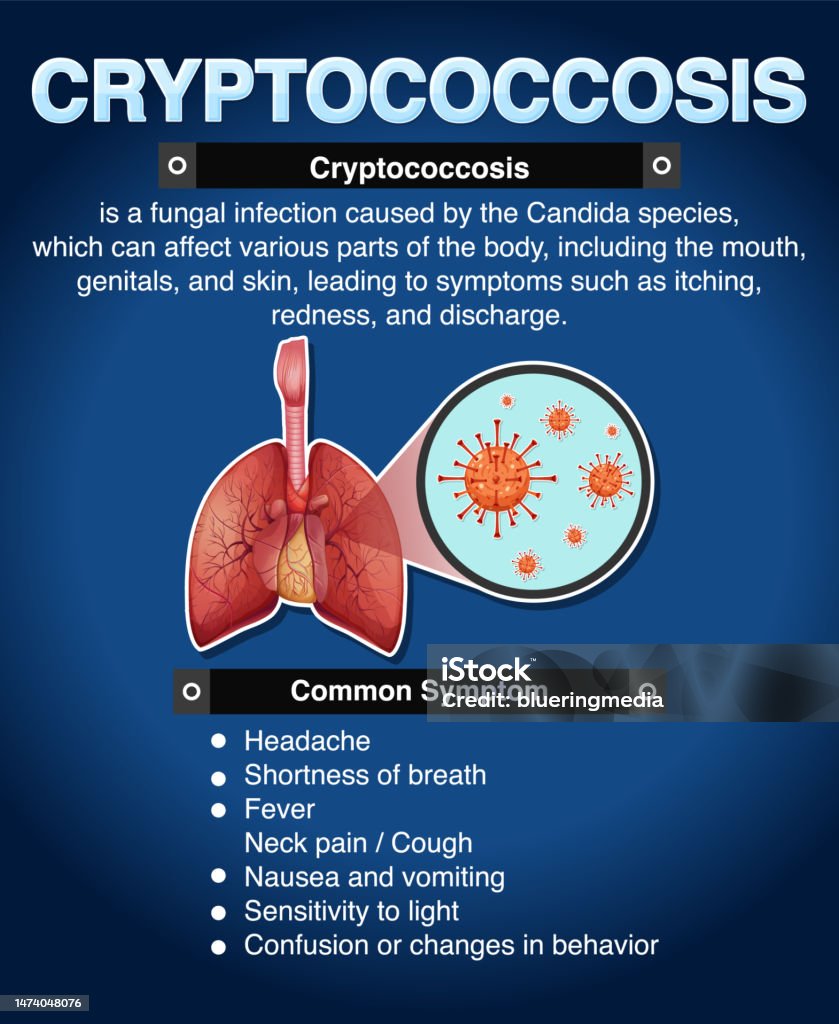 CRYPTOCOCCOSIS
Cryptococcosis
is a fungal infection caused by the Candida species,
which can affect various parts of the body, including the mouth,
genitals, and skin, leading to symptoms such as itching,
redness, and discharge.
iStock™
Common Symptom
Credit: blueringmedia
Headache
Shortness of breath
Fever
Neck pain / Cough
Nausea and vomiting
Sensitivity to light
Confusion or changes in behavior
1474048076